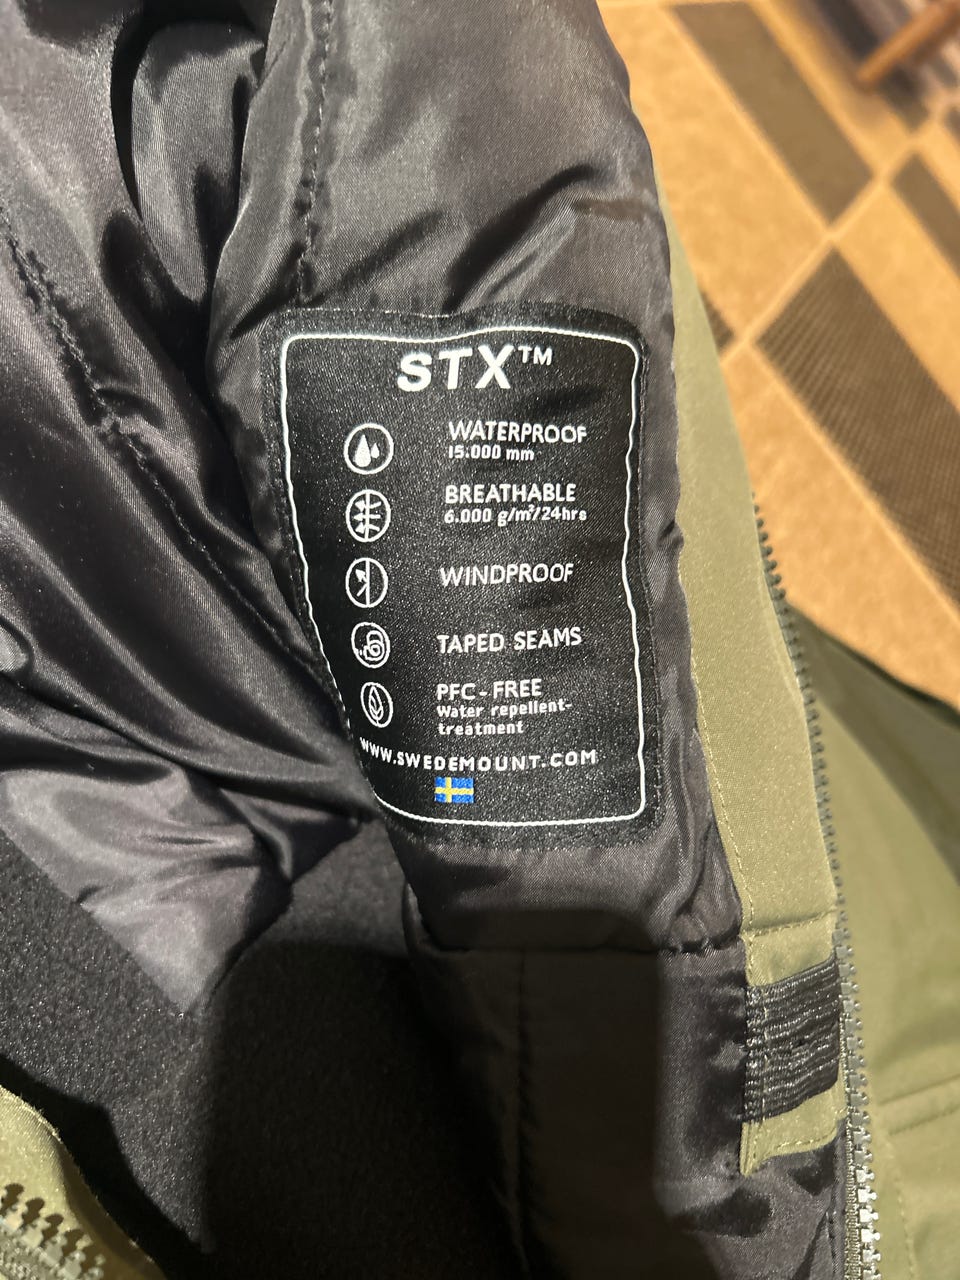 STX™
WATERPROOF
15.000 mm
BREATHABLE
6.000 g/m²/24hrs
WINDPROOF
TAPED SEAMS
PFC-FREE
Water repellent-
treatment
WWW.SWEDEMOUNT.COM